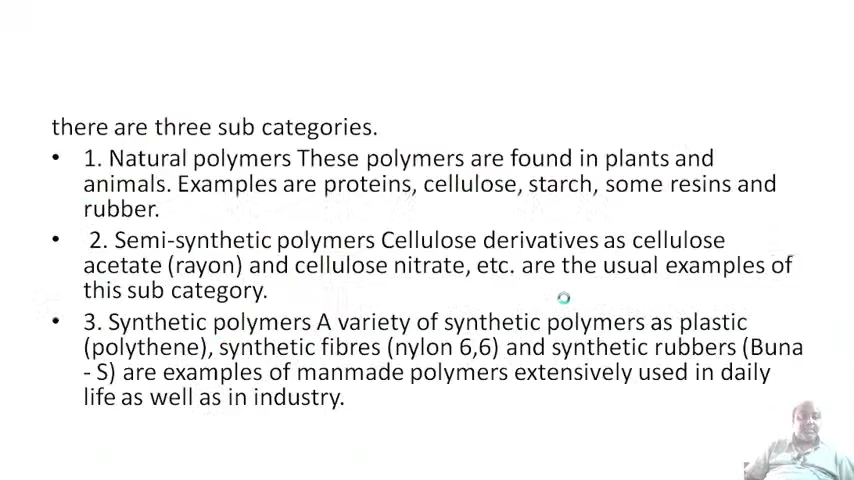 there are three sub categories.
• 1. Natural polymers These polymers are found in plants and
animals. Examples are proteins, cellulose, starch, some resins and
rubber.
• 2. Semi-synthetic polymers Cellulose derivatives as cellulose
acetate (rayon) and cellulose nitrate, etc. are the usual examples of
this sub category.
• 3. Synthetic polymers A variety of synthetic polymers as plastic
(polythene), synthetic fibres (nylon 6,6) and synthetic rubbers (Buna
- S) are examples of manmade polymers extensively used in daily
life as well as in industry.